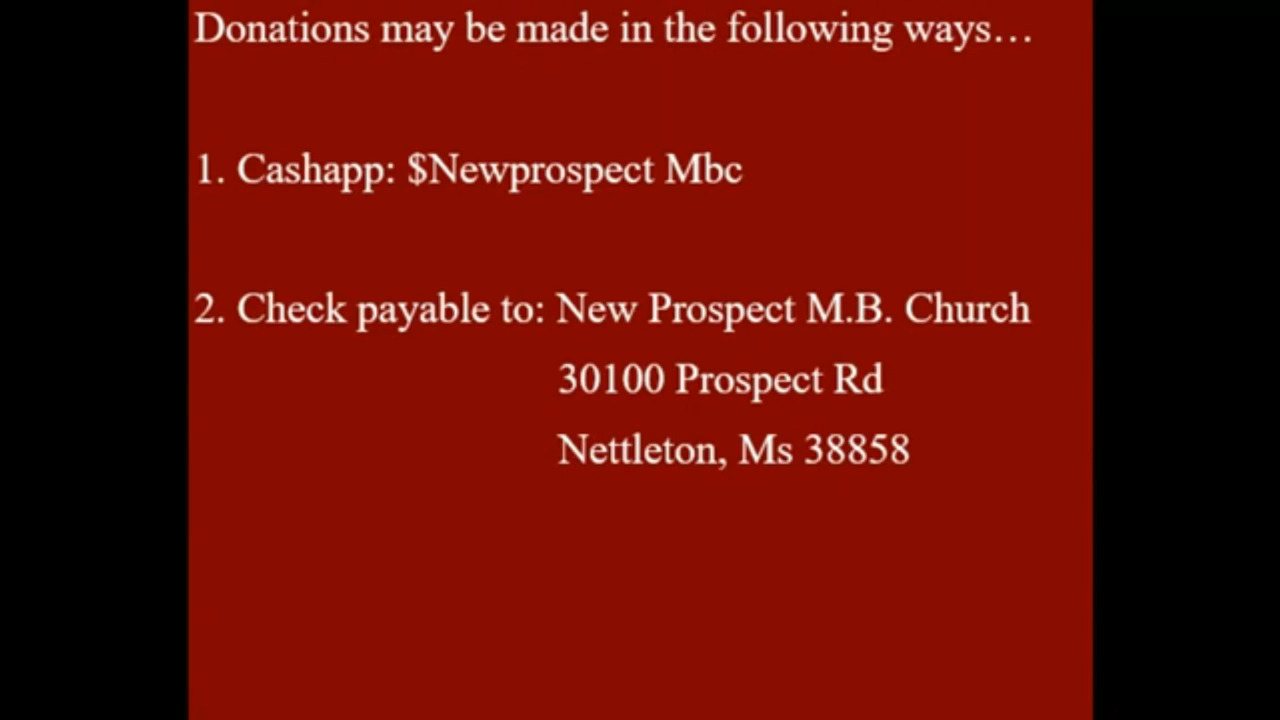 Donations may be made in the following ways…
1. Cashapp: $Newprospect Mbc
2. Check payable to: New Prospect M.B. Church
30100 Prospect Rd
Nettleton, Ms 38858